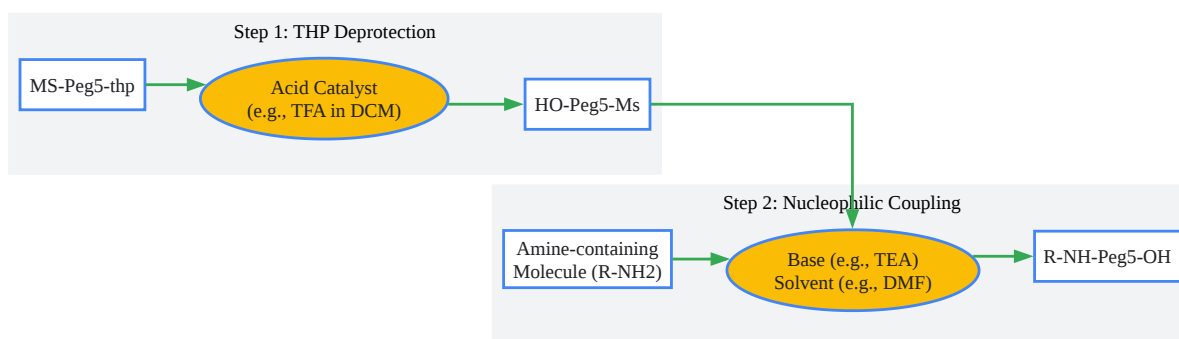 Step 1: THP Deprotection
MS-Peg5-thp
Acid Catalyst
(e.g., TFA in DCM)
HO-Peg5-Ms
Step 2: Nucleophilic Coupling
Amine-containing
Molecule (R-NH2)
Base (e.g., TEA)
Solvent (e.g., DMF)
R-NH-Peg5-OH